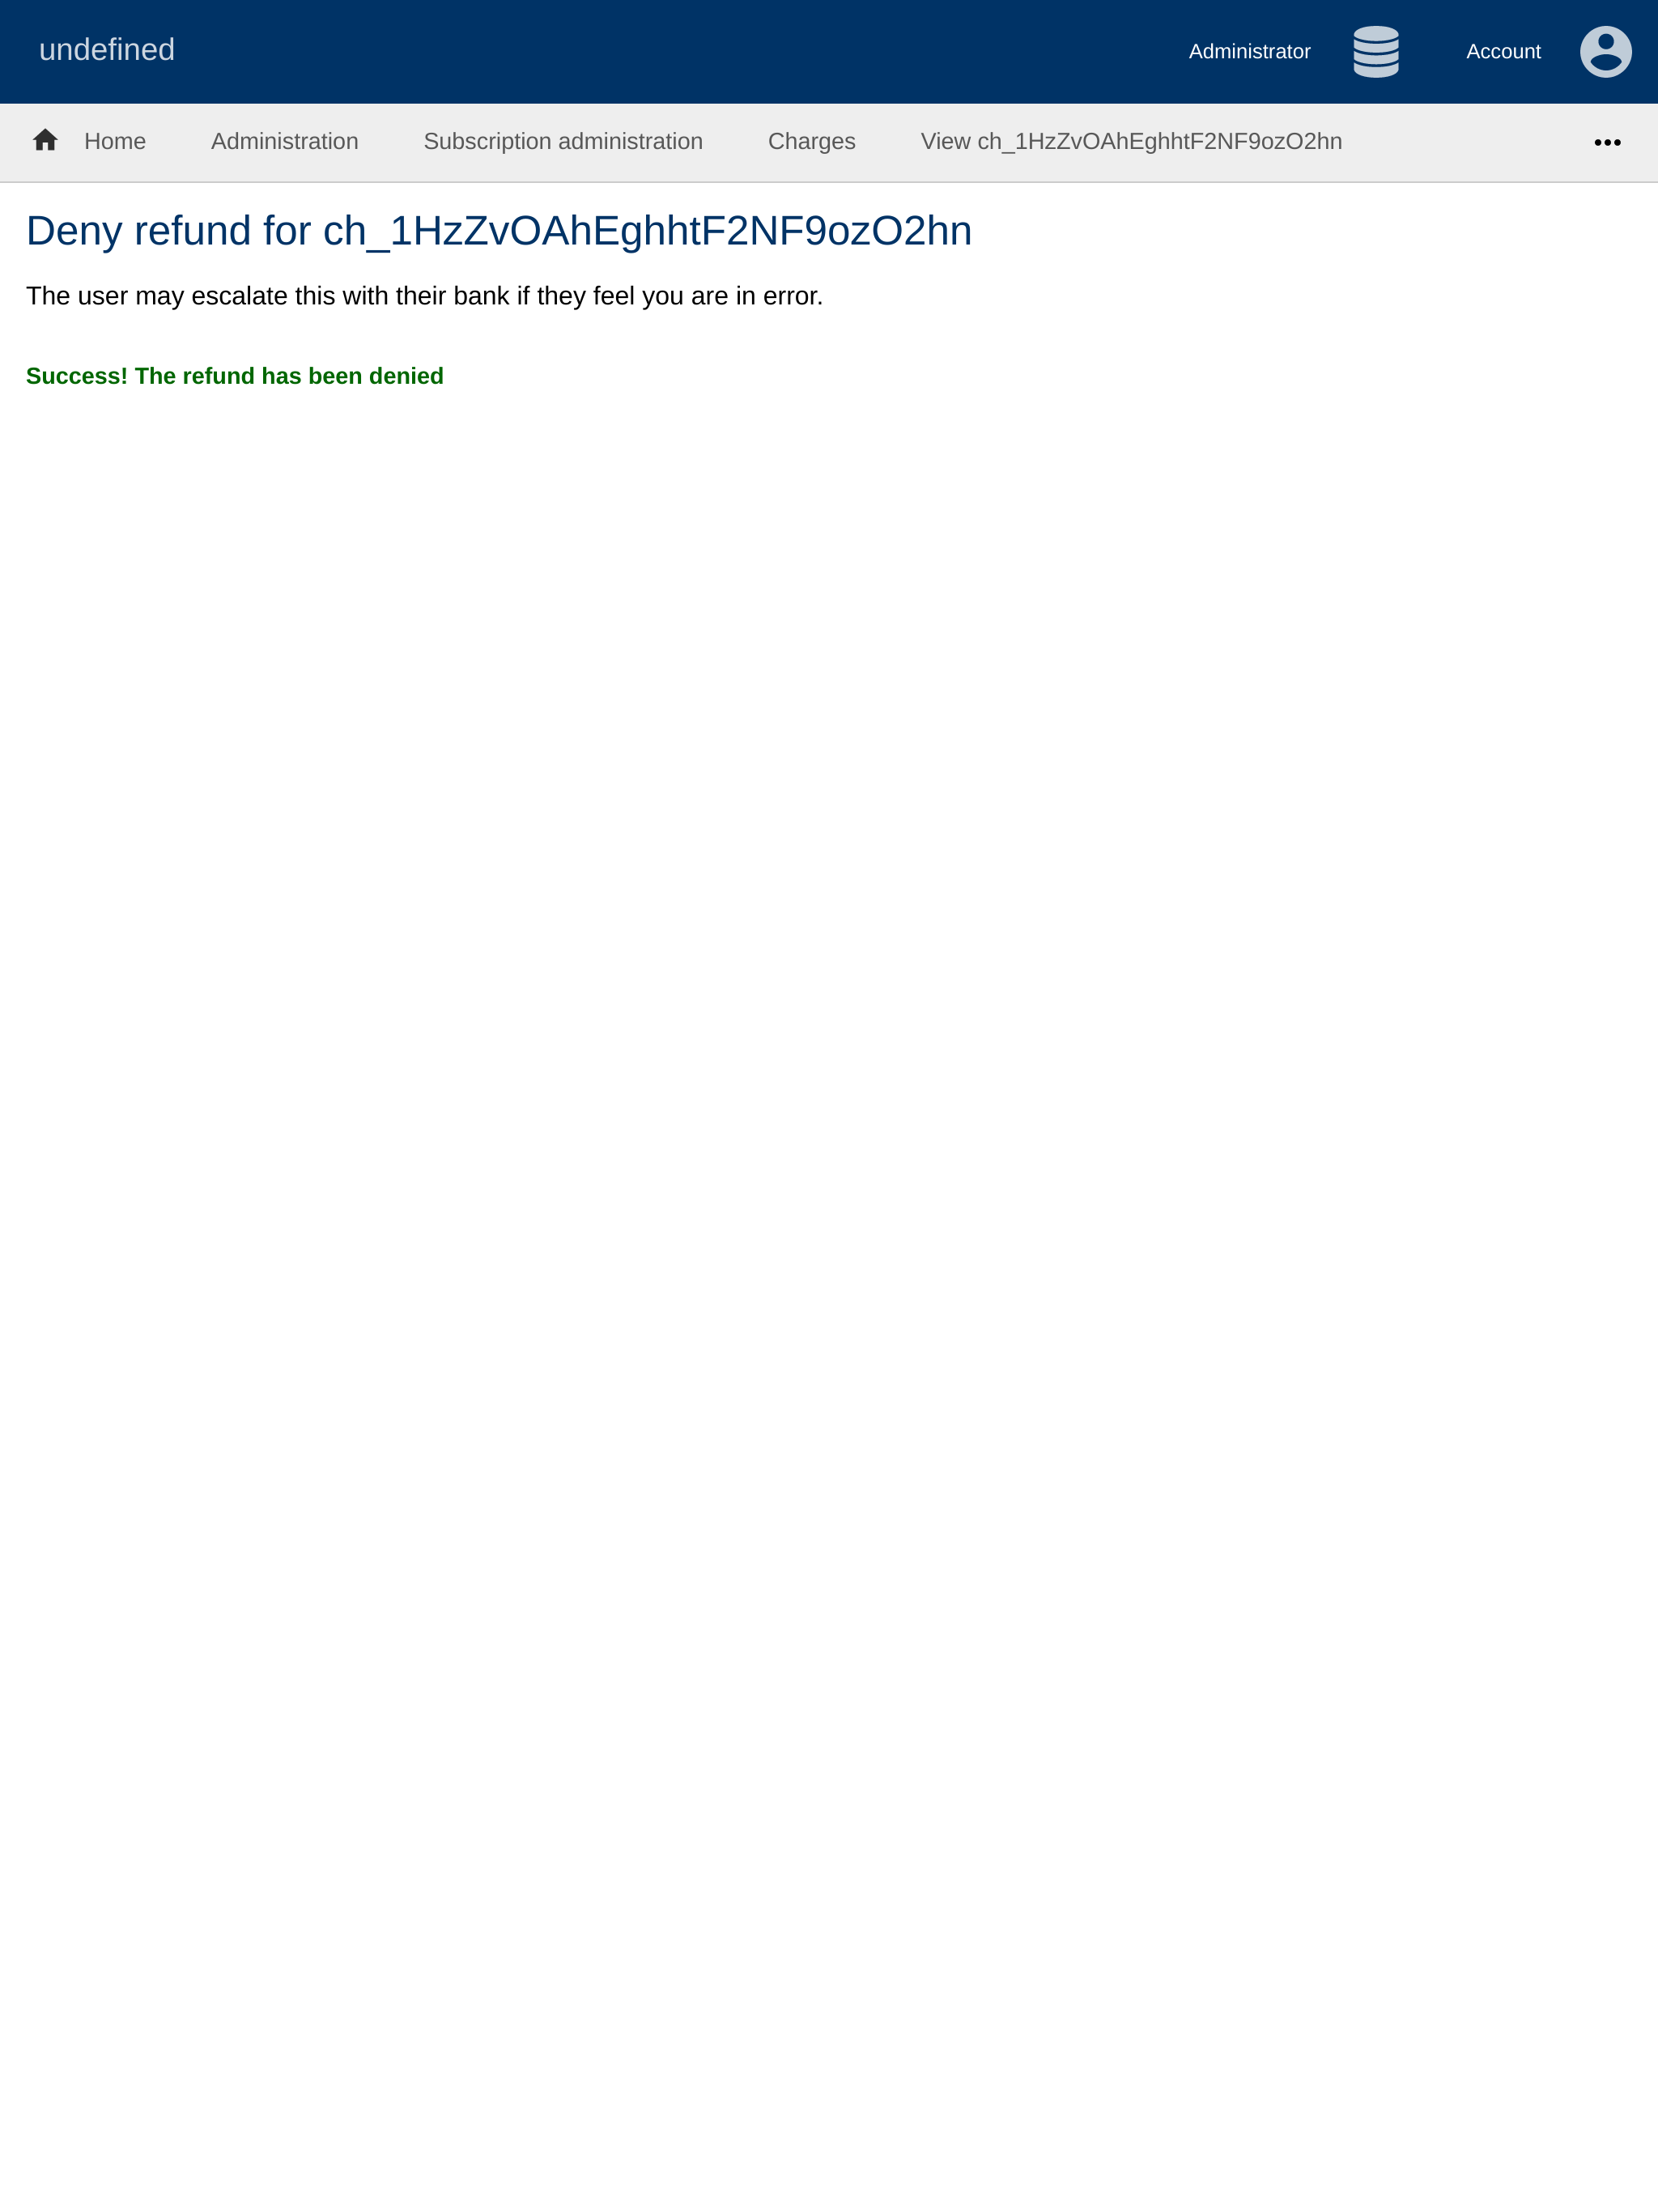 undefined
Administrator
Account
Home
Administration
Subscription administration
Charges
View ch_1HzZvOAhEghhtF2NF9ozO2hn
Deny refund for ch_1HzZvOAhEghhtF2NF9ozO2hn
The user may escalate this with their bank if they feel you are in error.
Success! The refund has been denied